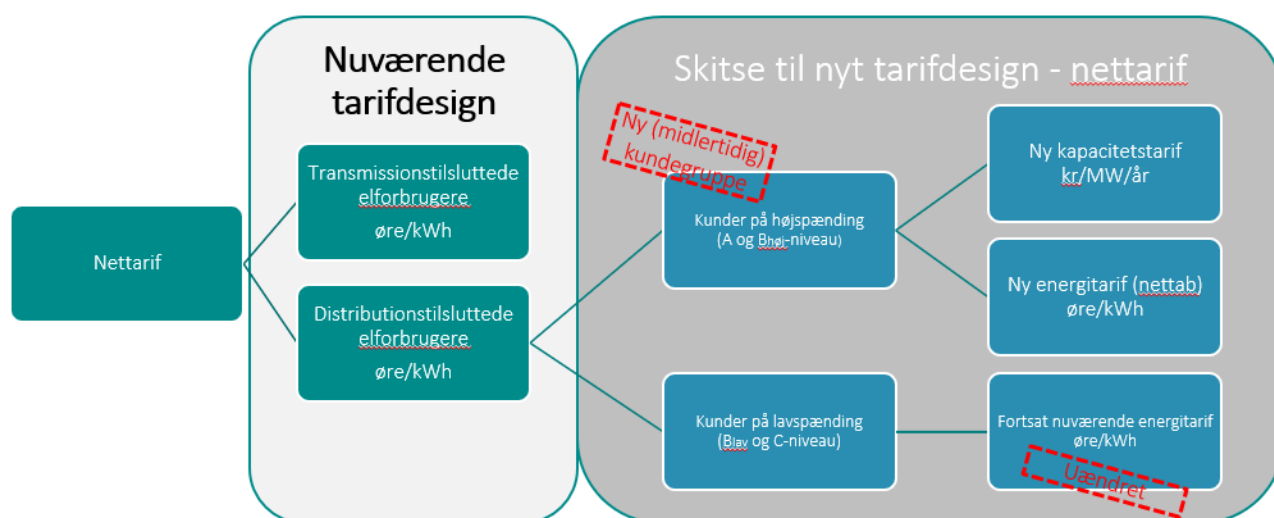 Nuværende
tarifdesign
Skitse til nyt tarifdesign - nettarif
Nettarif
Transmissionstilsluttede
elforbrugere
øre/kWh
Distributionstilsluttede
elforbrugere
øre/kWh
Ny (midlertidig)
kundegruppe
Kunder på højspænding
(A og Bhøj-niveau)
Ny kapacitetstarif
kr/MW/år
Ny energitarif (nettab)
øre/kWh
Kunder på lavspænding
(Blav og C-niveau)
Fortsat nuværende energitarif
øre/kWh
Uændret